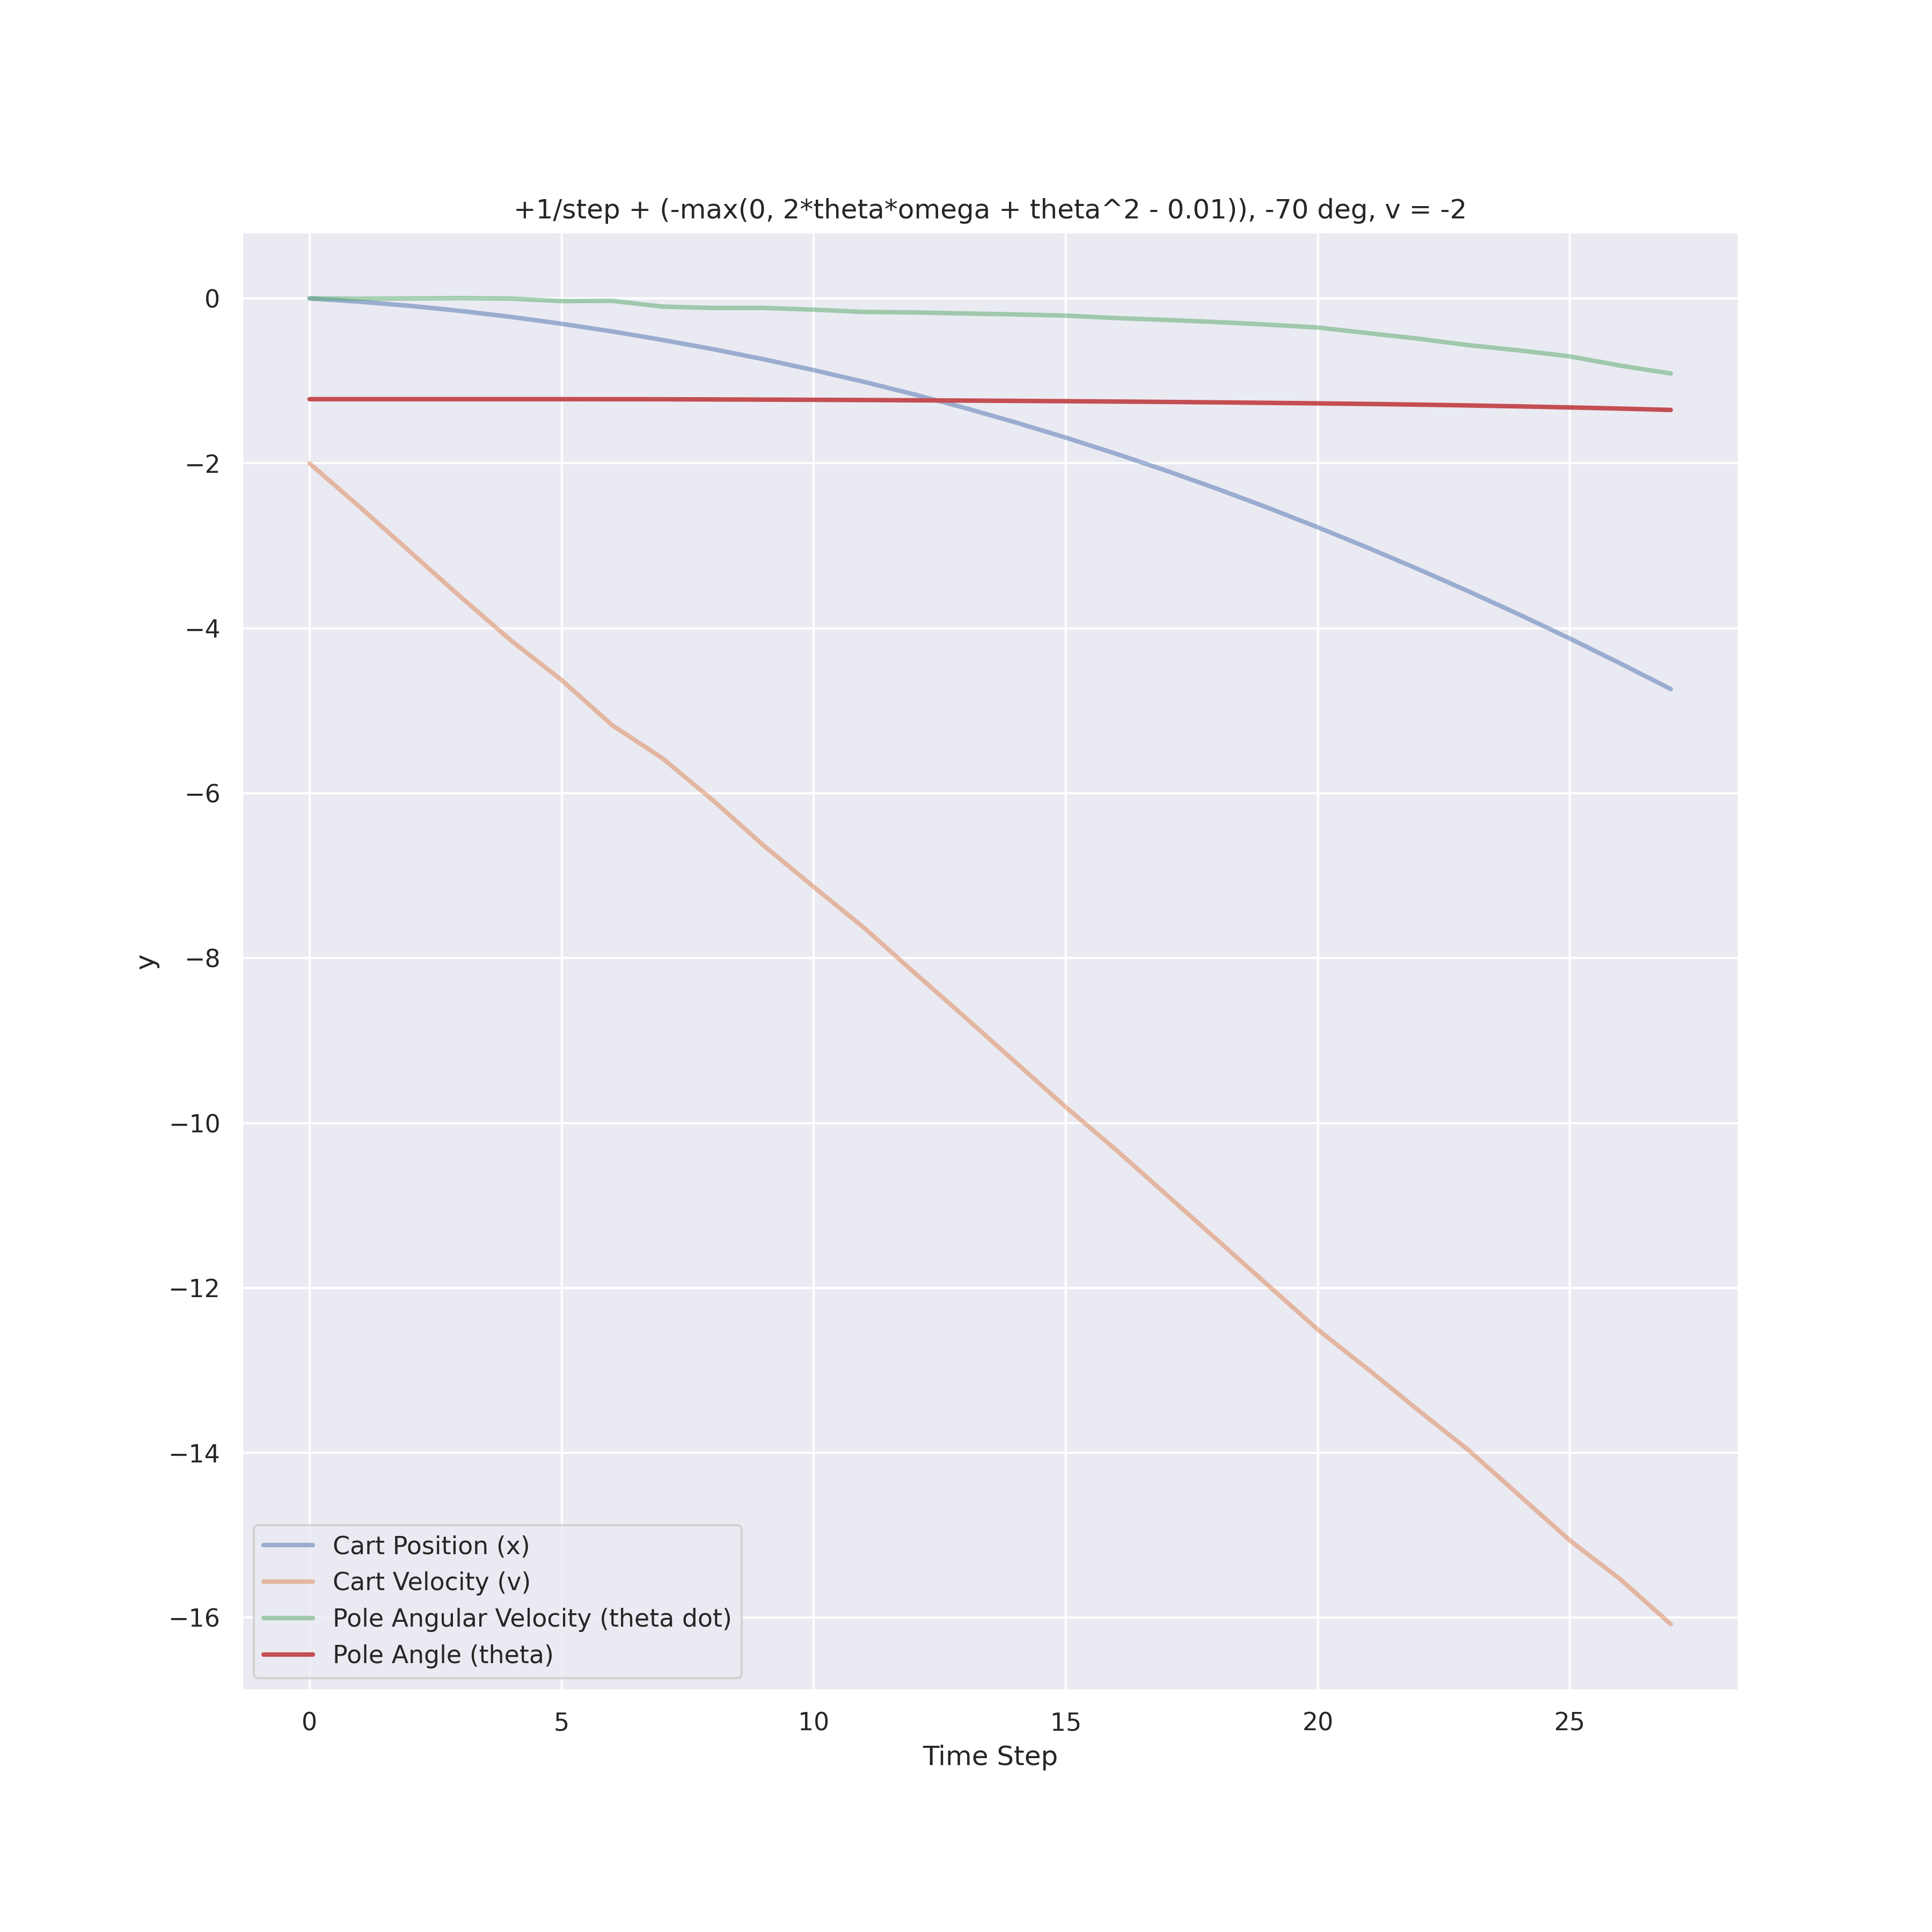 +1/step + (-max(0, 2*theta*omega + theta^2 - 0.01)), -70 deg, v = -2
0
−2
−4
−6
−8
−10
−12
−14
−16
y
Cart Position (x)
Cart Velocity (v)
Pole Angular Velocity (theta dot)
Pole Angle (theta)
0 5 10 15 20 25
Time Step